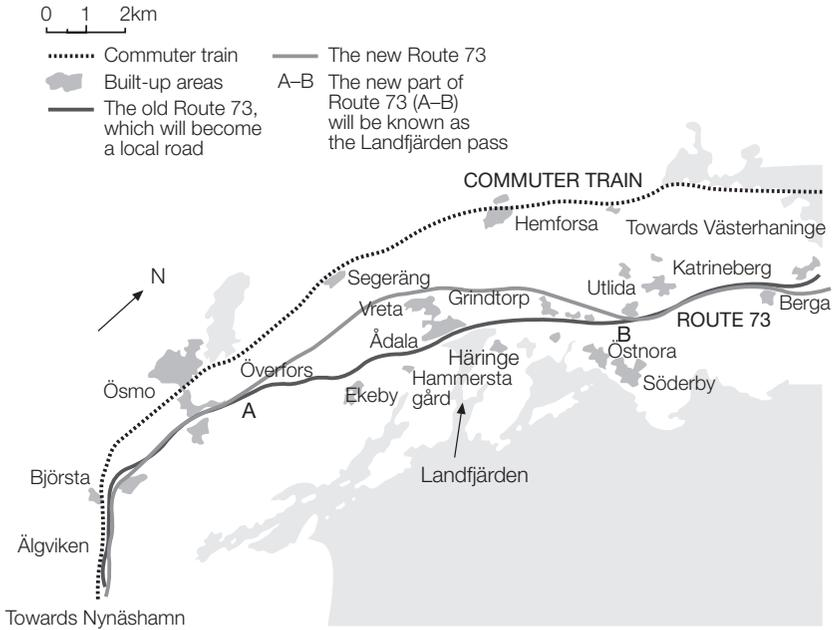 0 1 2km
Commuter train
Built-up areas
The old Route 73,
which will become
a local road
The new Route 73
A–B The new part of
Route 73 (A–B)
will be known as
the Landfjärden pass
COMMUTER TRAIN
Hemforsa
Towards Västerhaninge
N
Segeräng
Katrineberg
Utlida
Vreta
Grindtorp
Berga
ROUTE 73
Ådala
B
Överfors
Häringe
Östnora
Ösmo
Hammersta
gård
Ekeby
Söderby
A
Landfjärden
Björsta
Älgviken
Towards Nynäshamn